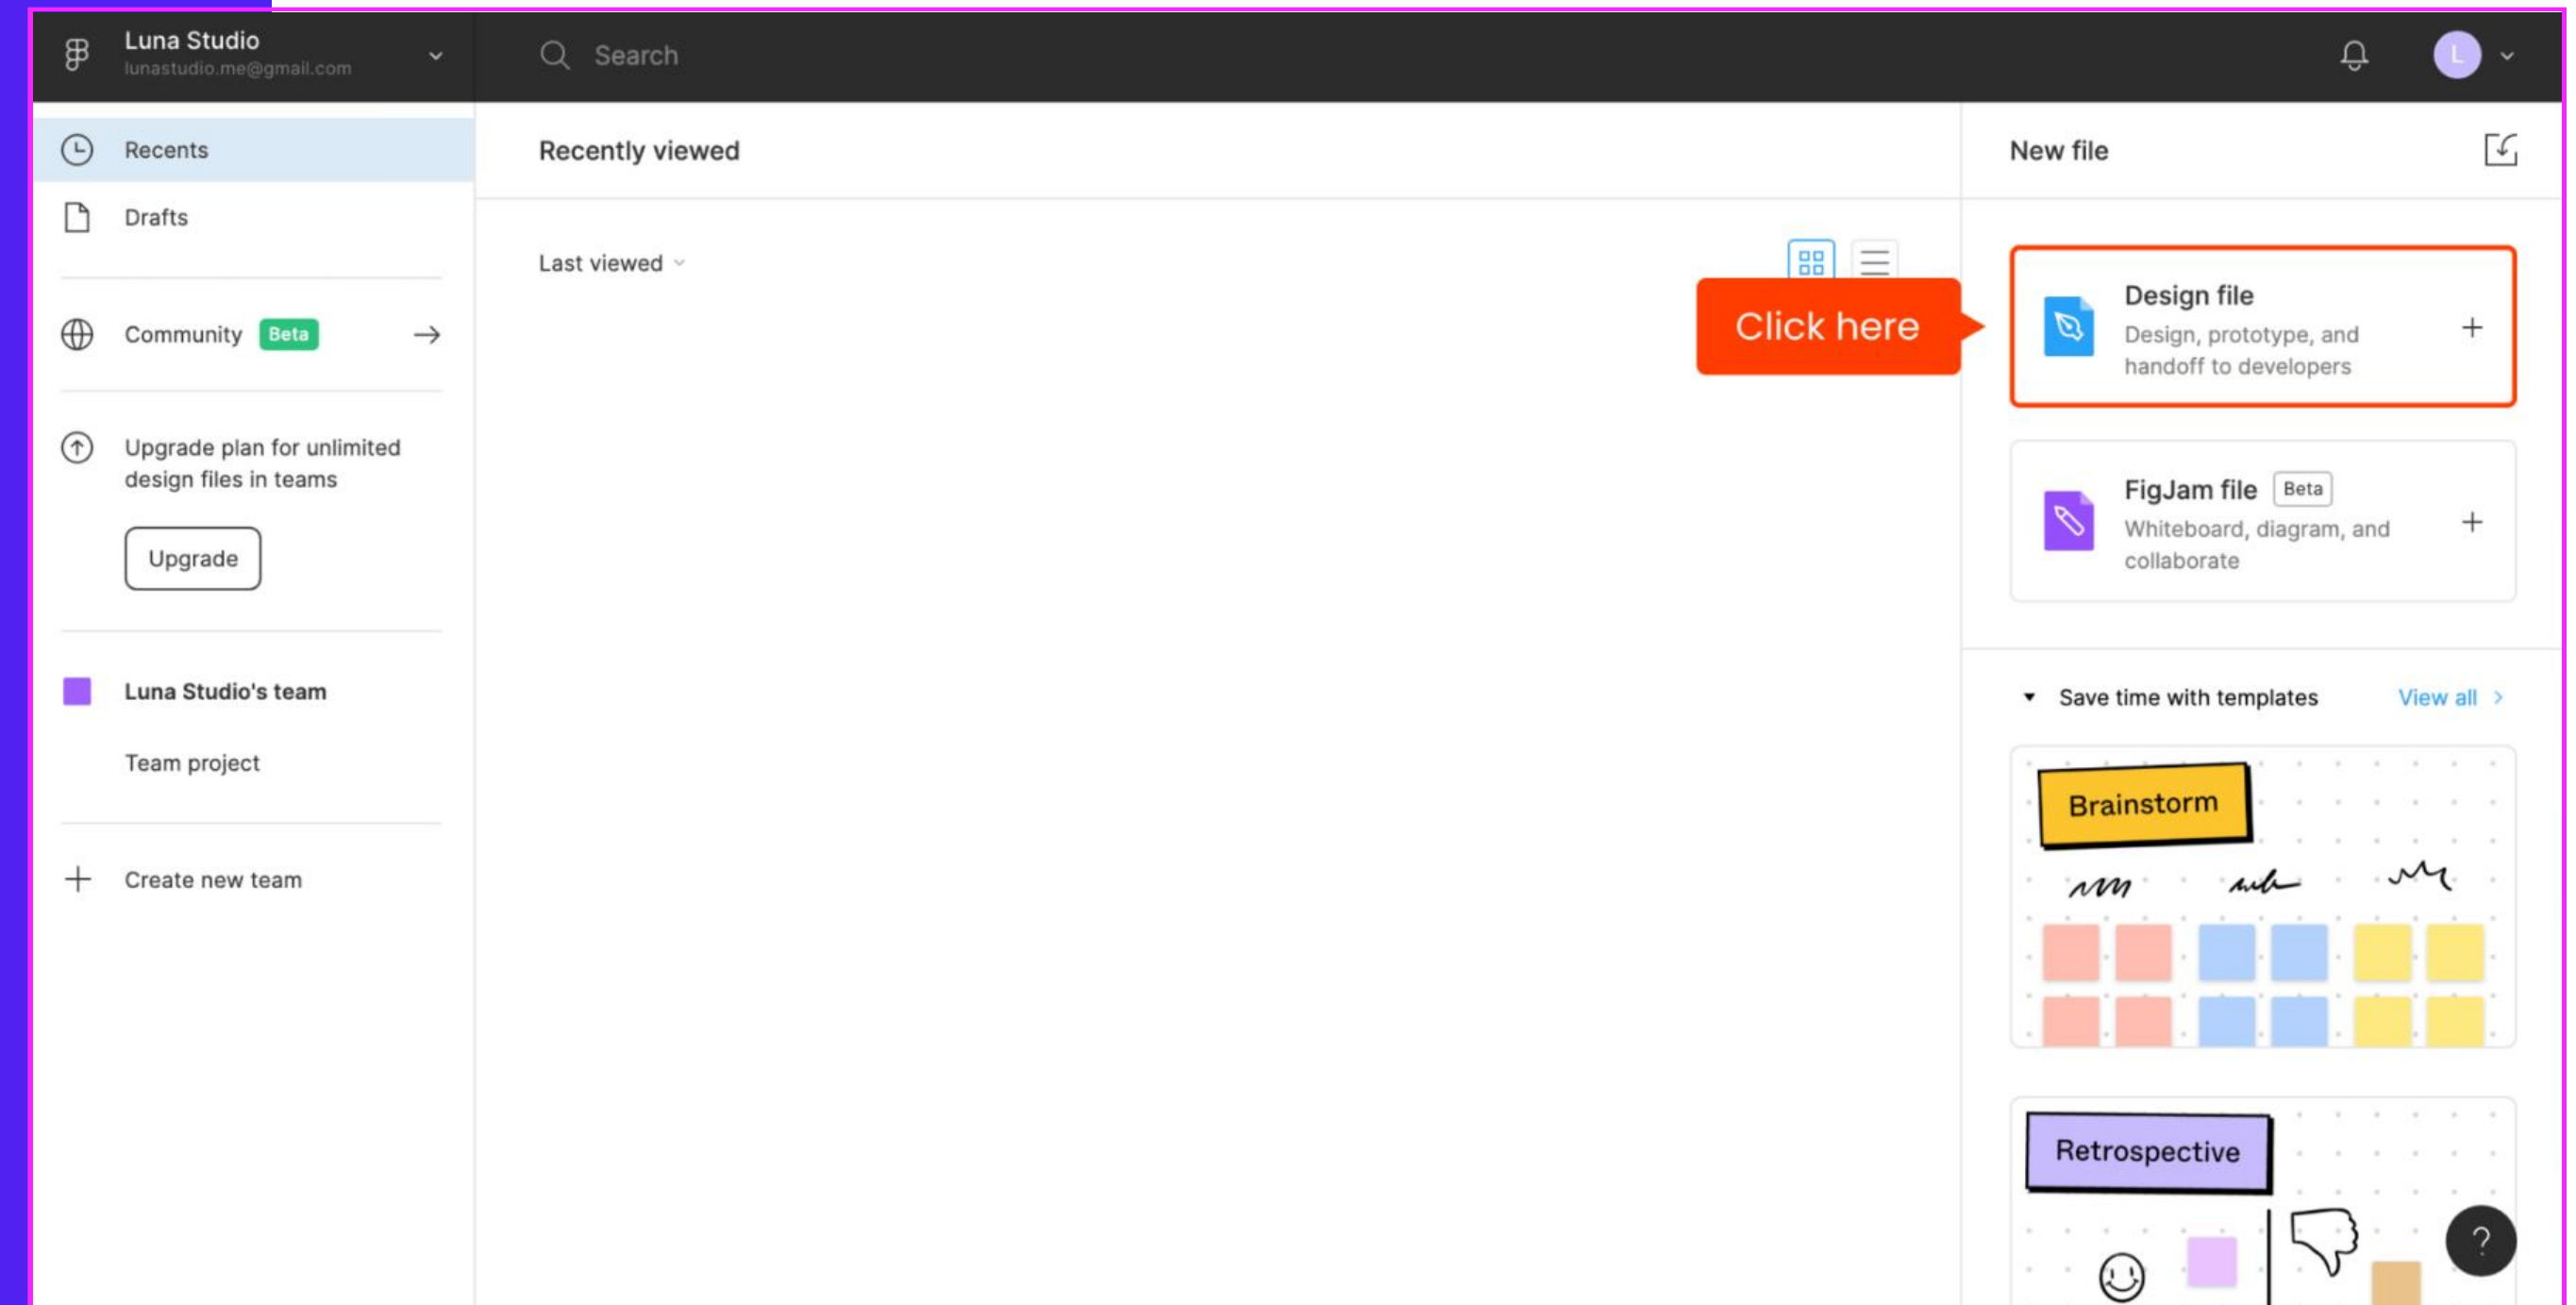 Luna Studio
lunastudio.me@gmail.com
Search
L
Recents
Drafts
Community Beta
Upgrade plan for unlimited
design files in teams
Upgrade
Luna Studio's team
Team project
Create new team
Recently viewed
Last viewed
Click here
New file
Design file
Design, prototype, and
handoff to developers
FigJam file Beta
Whiteboard, diagram, and
collaborate
Save time with templates View all
Brainstorm
Retrospective
?